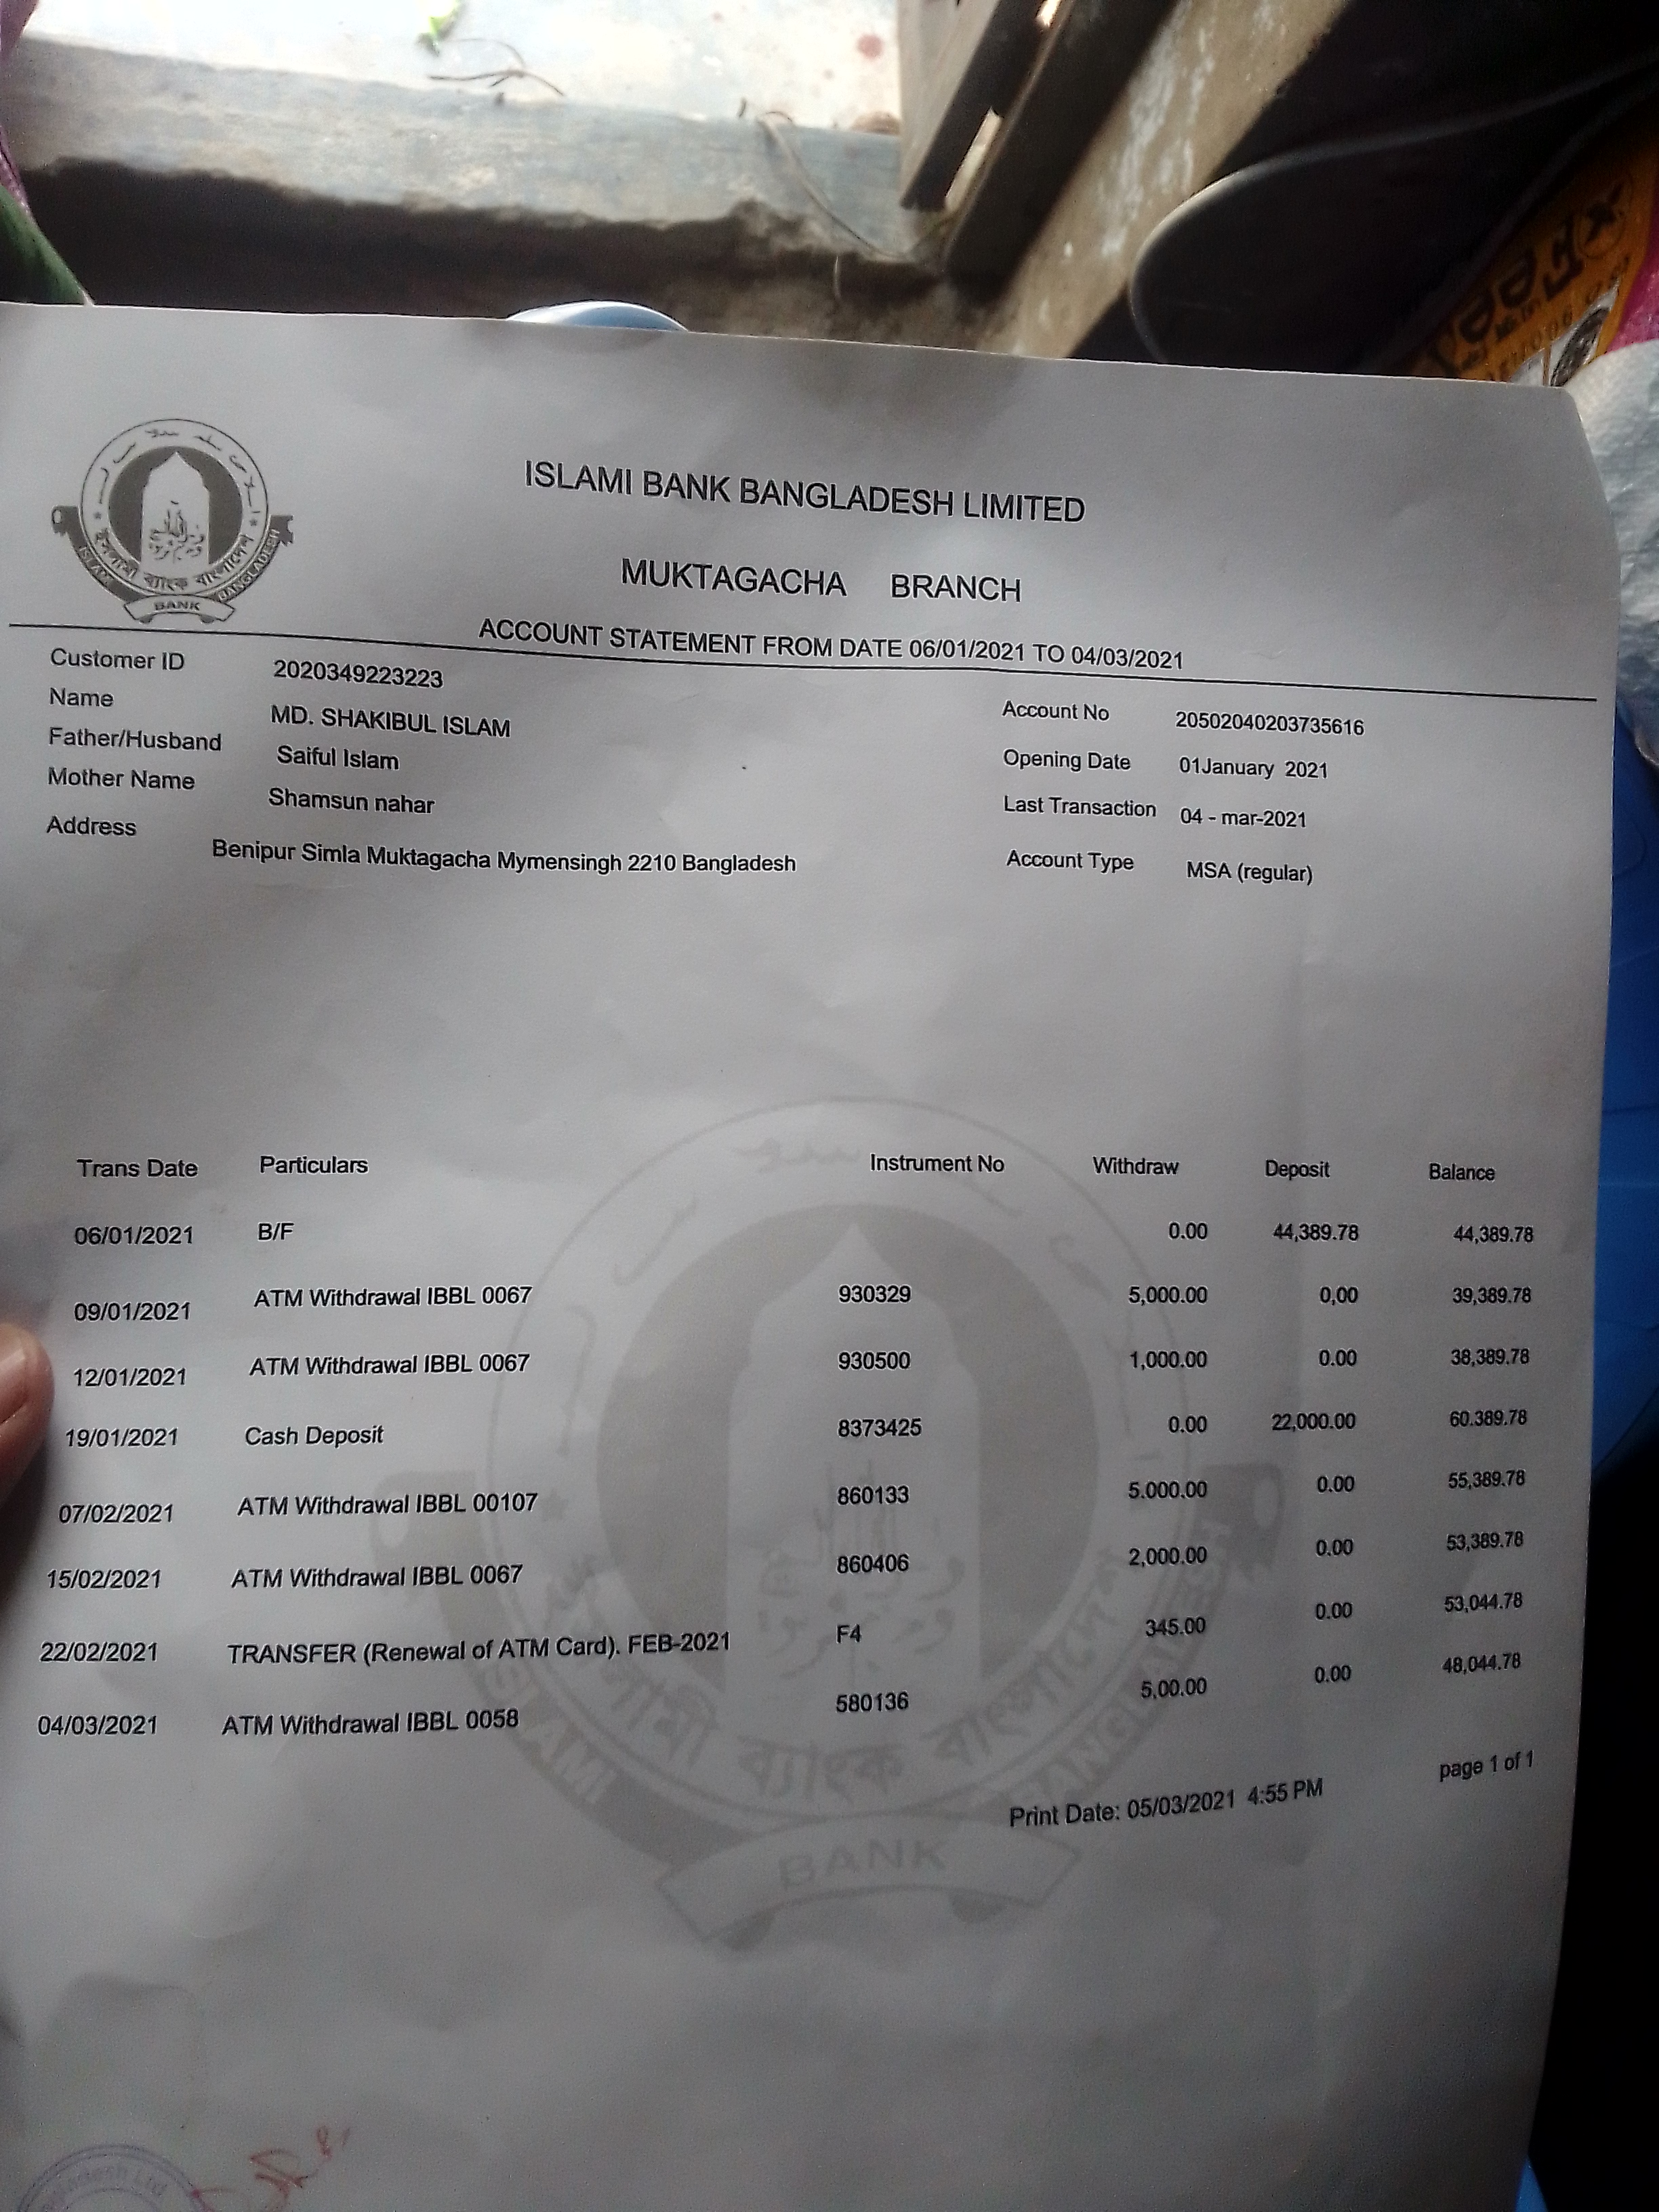 ইসলামী ব্যাংক বাংলাদেশ
ISLAMI BANK BANGLADESH
ISLAMI BANK BANGLADESH LIMITED
MUKTAGACHA BRANCH
ACCOUNT STATEMENT FROM DATE 06/01/2021 TO 04/03/2021
Customer ID 2020349223223
Name MD. SHAKIBUL ISLAM
Father/Husband Saiful Islam
Mother Name Shamsun nahar
Address Benipur Simla Muktagacha Mymensingh 2210 Bangladesh
Account No 20502040203735616
Opening Date 01January 2021
Last Transaction 04 - mar-2021
Account Type MSA (regular)
Trans Date Particulars Instrument No Withdraw Deposit Balance
06/01/2021 B/F 0.00 44,389.78 44,389.78
09/01/2021 ATM Withdrawal IBBL 0067 930329 5,000.00 0,00 39,389.78
12/01/2021 ATM Withdrawal IBBL 0067 930500 1,000.00 0.00 38,389.78
19/01/2021 Cash Deposit 8373425 0.00 22,000.00 60.389.78
07/02/2021 ATM Withdrawal IBBL 00107 860133 5.000.00 0.00 55,389.78
15/02/2021 ATM Withdrawal IBBL 0067 860406 2,000.00 0.00 53,389.78
22/02/2021 TRANSFER (Renewal of ATM Card). FEB-2021 F4 345.00 0.00 53,044.78
04/03/2021 ATM Withdrawal IBBL 0058 580136 5,00.00 0.00 48,044.78
ইসলামী ব্যাংক বাংলাদেশ
ISLAMI BANK BANGLADESH
Print Date: 05/03/2021 4:55 PM
page 1 of 1